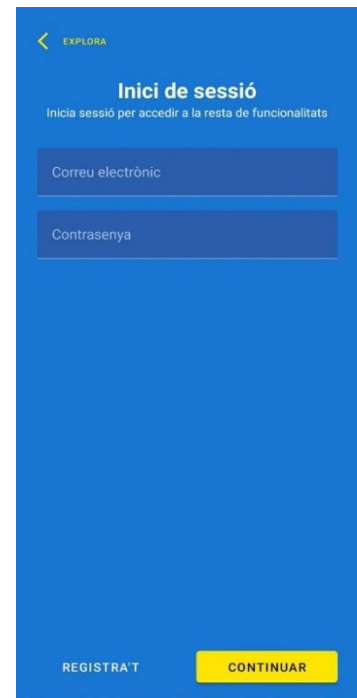 EXPLORA
Inici de sessió
Inicia sessió per accedir a la resta de funcionalitats
Correu electrònic
Contrasenya
REGISTRA'T
CONTINUAR